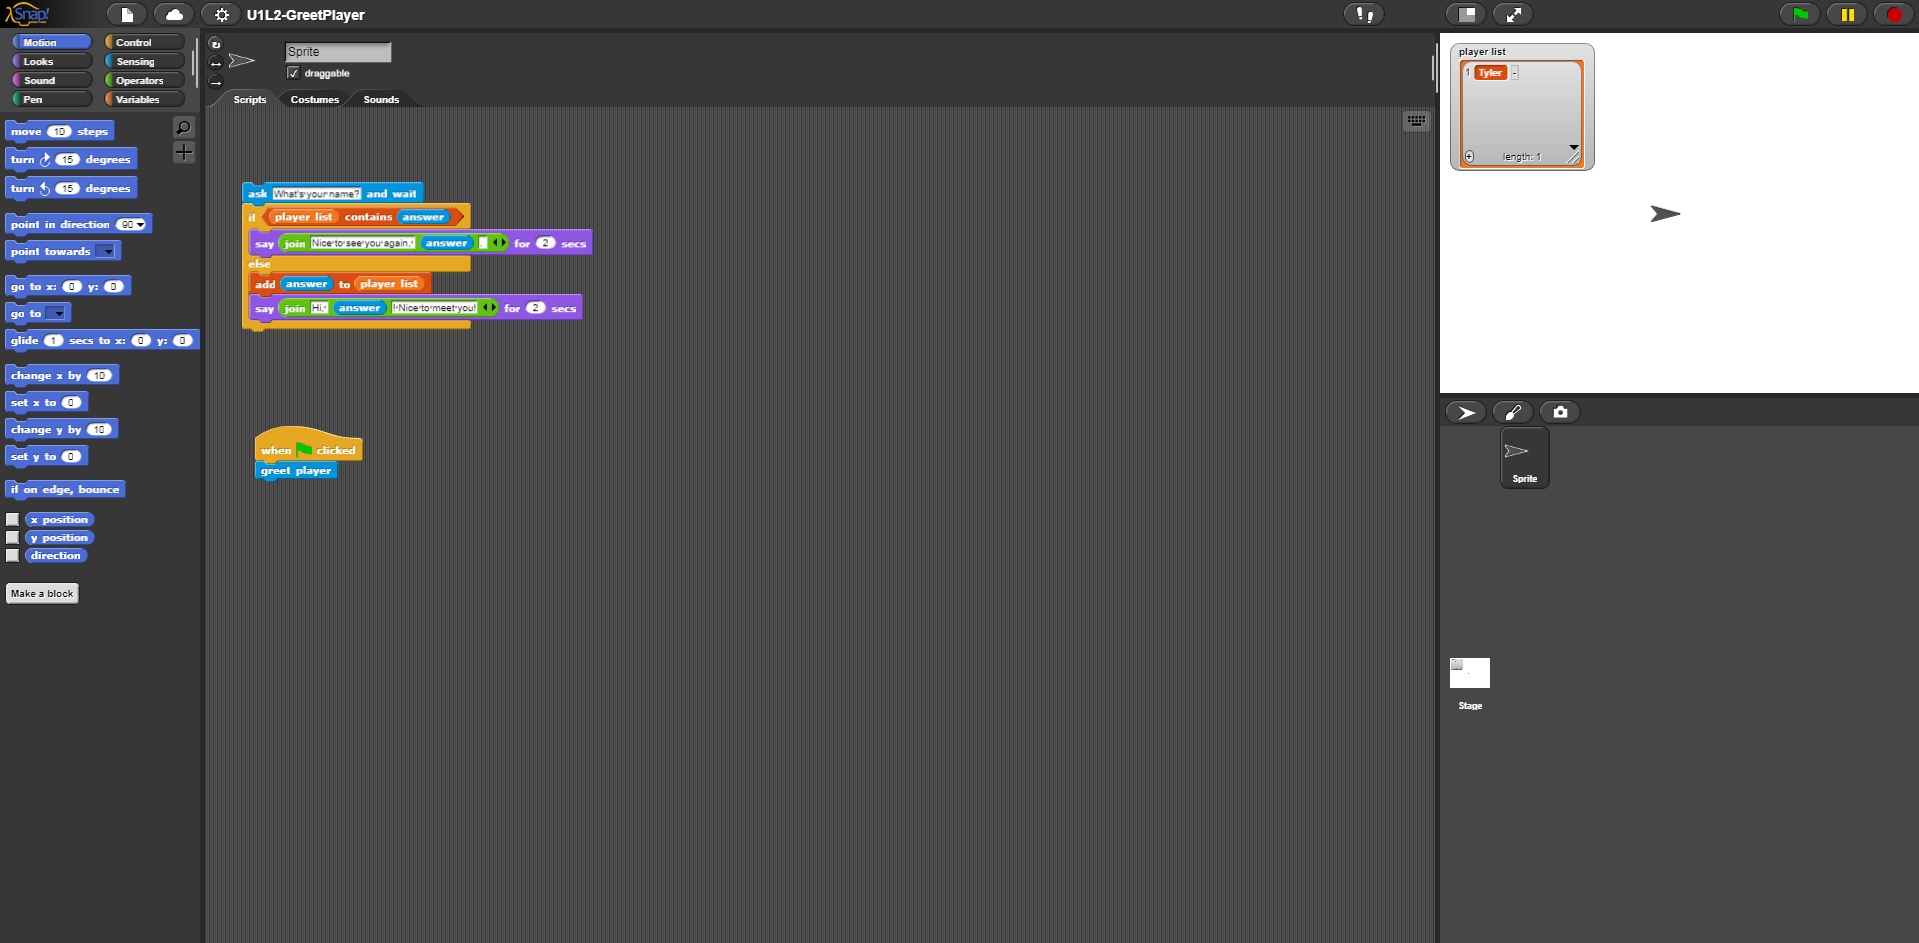 Snap!
U1L2-GreetPlayer
Motion
Control
Looks
Sensing
Sound
Operators
Pen
Variables
move 10 steps
turn 15 degrees
turn 15 degrees
point in direction 90
point towards
go to x: 0 y: 0
go to
glide 1 secs to x: 0 y: 0
change x by 10
set x to 0
change y by 10
set y to 0
if on edge, bounce
x position
y position
direction
Make a block
Sprite
draggable
Scripts
Costumes
Sounds
ask What's your name? and wait
if player list contains answer
say join Nice to see you again, answer . for 2 secs
else
add answer to player list
say join Hi, answer ! Nice to meet you! for 2 secs
when clicked
greet player
player list
1 Tyler -
+ length: 1
Sprite
Stage